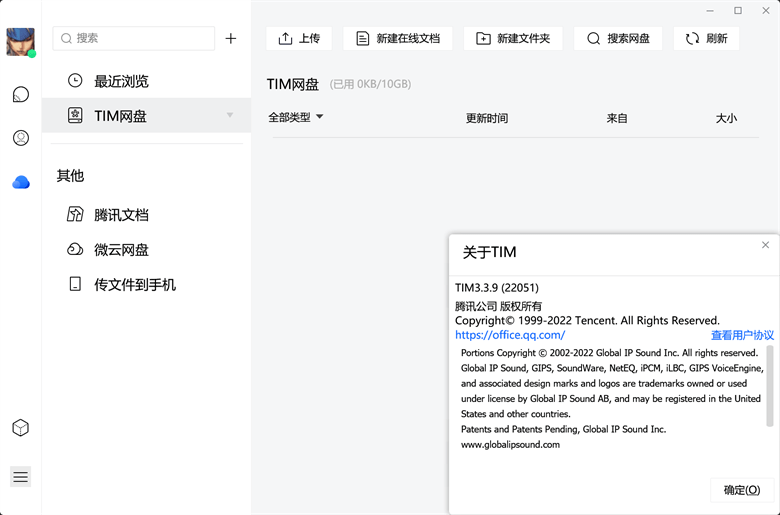 搜索
最近浏览
TIM网盘
其他
腾讯文档
微云网盘
传文件到手机
上传
新建在线文档
新建文件夹
搜索网盘
刷新
TIM网盘 (已用 0KB/10GB)
全部类型 更新时间 来自 大小
关于TIM
TIM3.3.9 (22051)
腾讯公司 版权所有
Copyright© 1999-2022 Tencent. All Rights Reserved.
https://office.qq.com/ 查看用户协议
Portions Copyright © 2002-2022 Global IP Sound Inc. All rights reserved.
Global IP Sound, GIPS, SoundWare, NetEQ, iPCM, iLBC, GIPS VoiceEngine,
and associated design marks and logos are trademarks owned or used
under license by Global IP Sound AB, and may be registered in the United
States and other countries.
Patents and Patents Pending, Global IP Sound Inc.
www.globalipsound.com
确定(O)